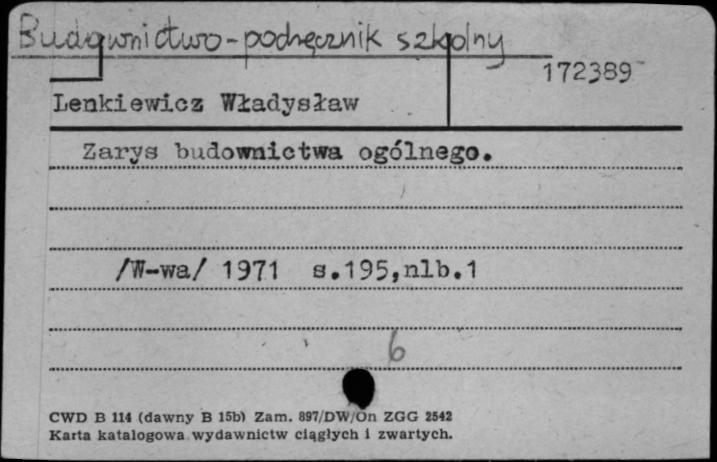 Budownictwo-podręcznik szkolny
172389
Lenkiewicz Władysław
Zarys budownictwa ogólnego.
/W-wa/ 1971 s.195,nlb.1
6
CWD B 114 (dawny B 15b) Zam. 897/DW/On ZGG 2542
Karta katalogowa wydawnictw ciągłych i zwartych.